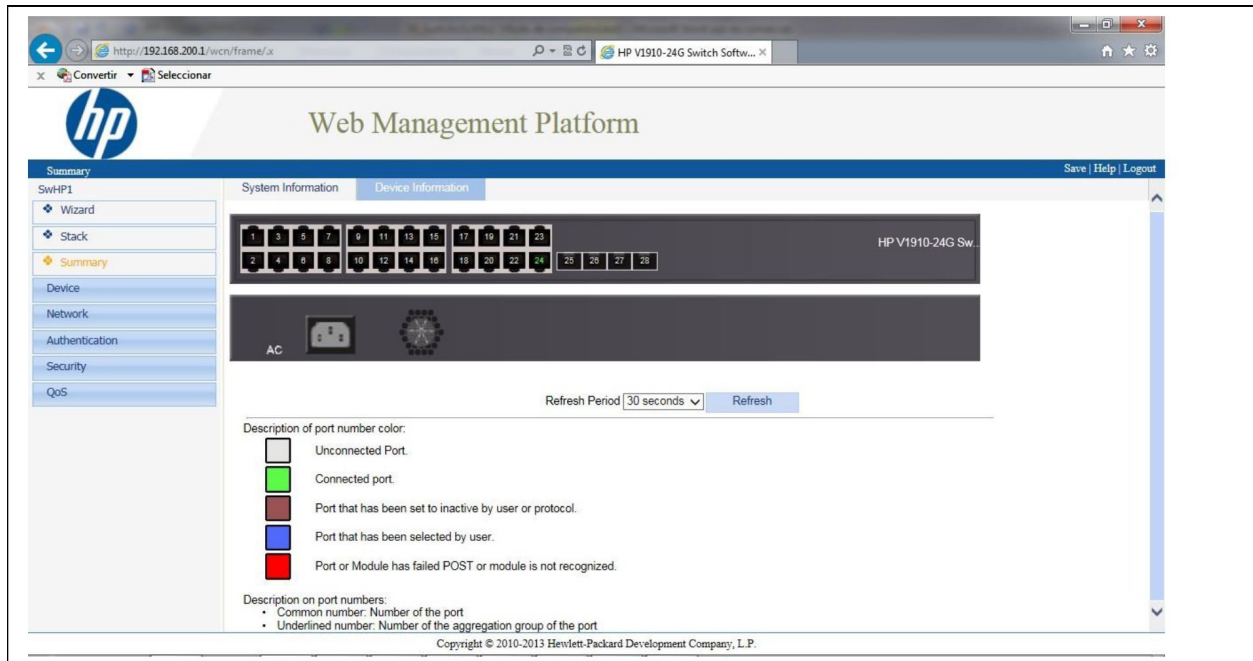 http://192.168.200.1/wcn/frame/.x
HP V1910-24G Switch Softw... ×
x Convertir Seleccionar
hp
Web Management Platform
Summary
Save | Help | Logout
SwHP1
System Information Device Information
Wizard
Stack
Summary
Device
Network
Authentication
Security
QoS
1 3 5 7 9 11 13 15 17 19 21 23
2 4 6 8 10 12 14 16 18 20 22 24 25 26 27 28
HP V1910-24G Sw...
AC
Refresh Period 30 seconds Refresh
Description of port number color:
Unconnected Port.
Connected port.
Port that has been set to inactive by user or protocol.
Port that has been selected by user.
Port or Module has failed POST or module is not recognized.
Description on port numbers:
• Common number: Number of the port
• Underlined number: Number of the aggregation group of the port
Copyright © 2010-2013 Hewlett-Packard Development Company, L.P.